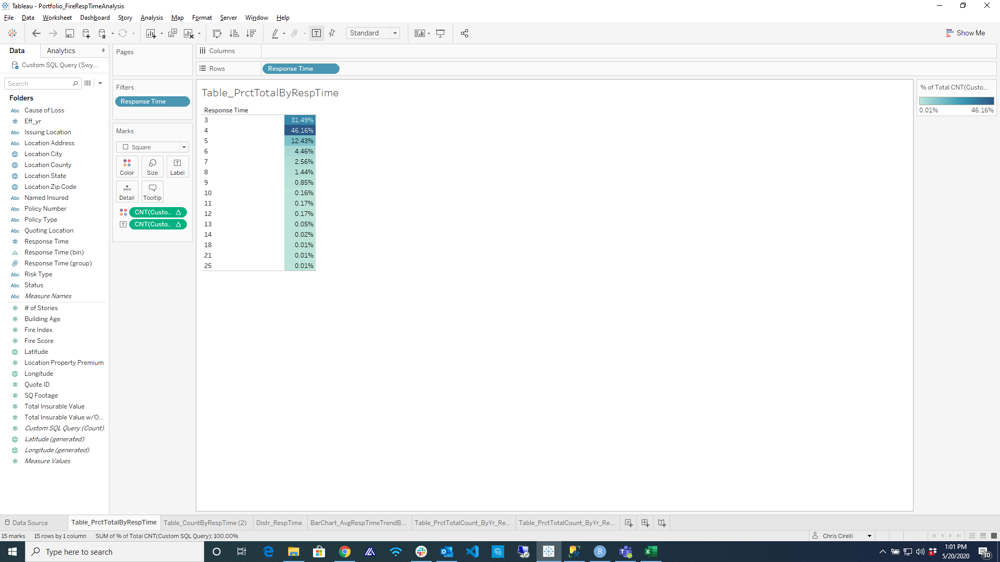 Tableau - Portfolio_FireRespTimeAnalysis
File Data Worksheet Dashboard Story Analysis Map Format Server Window Help
Standard
Show Me
Data Analytics
Custom SQL Query (Swy...
Search
Folders
Abc Cause of Loss
Eff_yr
Abc Issuing Location
Abc Location Address
Location City
Location County
Location State
Location Zip Code
Abc Named Insured
Abc Policy Number
Abc Policy Type
Abc Quoting Location
Response Time
Response Time (bin)
Response Time (group)
Abc Risk Type
Abc Status
Abc Measure Names
# of Stories
Building Age
Fire Index
Fire Score
Latitude
Location Property Premium
Longitude
Quote ID
SQ Footage
Total Insurable Value
Total Insurable Value w/O...
Custom SQL Query (Count)
Latitude (generated)
Longitude (generated)
Measure Values
Pages
Filters
Response Time
Marks
Square
Color Size Label
Detail Tooltip
CNT(Custo.. Δ
CNT(Custo.. Δ
Columns
Rows
Response Time
Table_PrctTotalByRespTime
Response Time
3 31.49%
4 46.16%
5 12.43%
6 4.46%
7 2.56%
8 1.44%
9 0.85%
10 0.16%
11 0.17%
12 0.17%
13 0.05%
14 0.02%
18 0.01%
21 0.01%
25 0.01%
% of Total CNT(Custo...
0.01% 46.16%
Data Source Table_PrctTotalByRespTime Table_CountByRespTime (2) Distr_RespTime BarChart_AvgRespTimeTrendB... Table_PrctTotalCount_ByYr_Re... Table_PrctTotalCount_ByYr_Re...
15 marks 15 rows by 1 column SUM of % of Total CNT(Custom SQL Query): 100.00%
Chris Cirelli
Type here to search
1:01 PM
5/20/2020
30